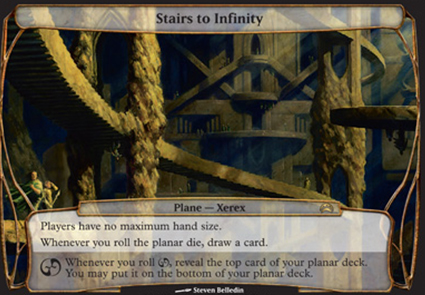 Stairs to Infinity
Plane — Xerex
Players have no maximum hand size.
Whenever you roll the planar die, draw a card.
Whenever you roll , reveal the top card of your planar deck.
You may put it on the bottom of your planar deck.
Steven Belledin